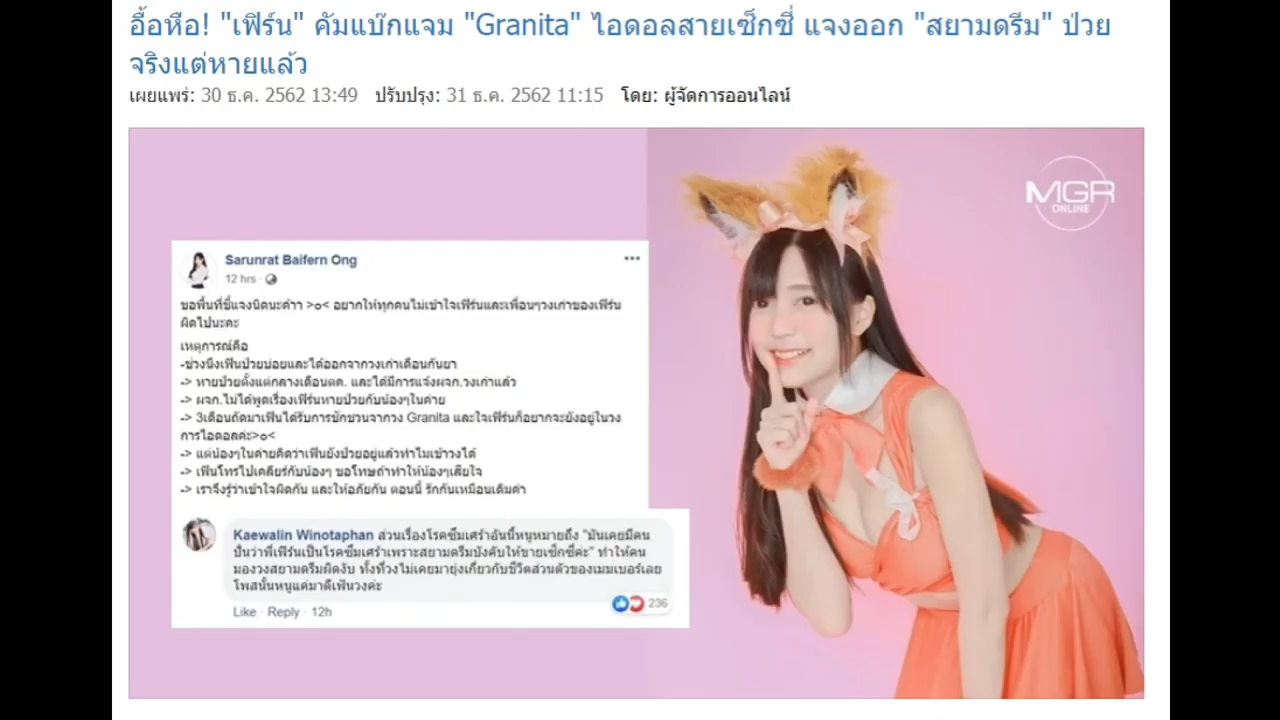 อื้อหือ! "เฟิร์น" คัมแบ๊กแจม "Granita" ไอดอลสายเซ็กซี่ แจงออก "สยามดรีม" ป่วย
จริงแต่หายแล้ว
เผยแพร่: 30 ธ.ค. 2562 13:49 ปรับปรุง: 31 ธ.ค. 2562 11:15 โดย: ผู้จัดการออนไลน์
MGR
ONLINE
Sarunrat Baifern Ong
12 hrs
ขอพื้นที่ชี้แจงนิดนะค้าา >o< อยากให้ทุกคนไม่เข้าใจเฟิร์นและเพื่อนๆวงเก่าของเฟิร์น
ผิดไปนะคะ
เหตุการณ์คือ
-ช่วงนึงเฟินป่วยบ่อยและได้ออกจากวงเก่าเดือนกันยา
-> หายป่วยตั้งแต่กลางเดือนตค. และได้มีการแจ้งผจก.วงเก่าแล้ว
-> ผจก.ไม่ได้พูดเรื่องเฟิร์นหายป่วยกับน้องๆในค่าย
-> 3เดือนถัดมาเฟินได้รับการชักชวนจากวง Granita และใจเฟิร์นก็อยากจะยังอยู่ในวง
การไอดอลค่ะ>o<
-> แต่น้องๆในค่ายคิดว่าเฟินยังป่วยอยู่แล้วทำไมเข้าวงได้
-> เฟินโทรไปเคลียร์กับน้องๆ ขอโทษถ้าทำให้น้องๆเสียใจ
-> เราจึงรู้ว่าเข้าใจผิดกัน และให้อภัยกัน ตอนนี้ รักกันเหมือนเดิมค่า
Kaewalin Winotaphan ส่วนเรื่องโรคซึมเศร้าอันนี้หนูหมายถึง "มันเคยมีคน
ปั่นว่าพี่เฟิร์นเป็นโรคซึมเศร้าเพราะสยามดรีมบังคับให้ขายเซ็กซี่ค่ะ" ทำให้คน
มองวงสยามดรีมผิดงับ ทั้งที่วงไม่เคยมายุ่งเกี่ยวกับชีวิตส่วนตัวของเมมเบอร์เลย
โพสนั้นหนูแค่มาดีเฟ้นวงค่ะ
Like · Reply · 12h
236